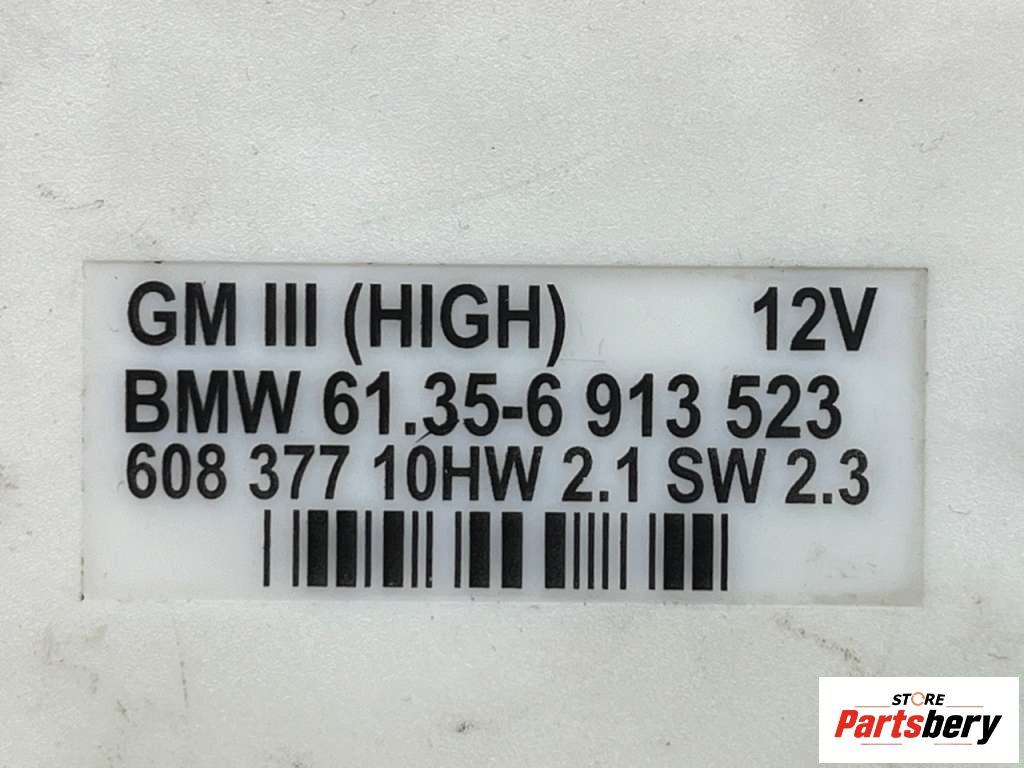 GM III (HIGH) 12V
BMW 61.35-6 913 523
608 377 10HW 2.1 SW 2.3
STORE
Partsbery